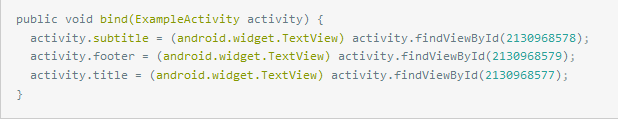 public void bind(ExampleActivity activity) {
activity.subtitle = (android.widget.TextView) activity.findViewById(2130968578);
activity.footer = (android.widget.TextView) activity.findViewById(2130968579);
activity.title = (android.widget.TextView) activity.findViewById(2130968577);
}